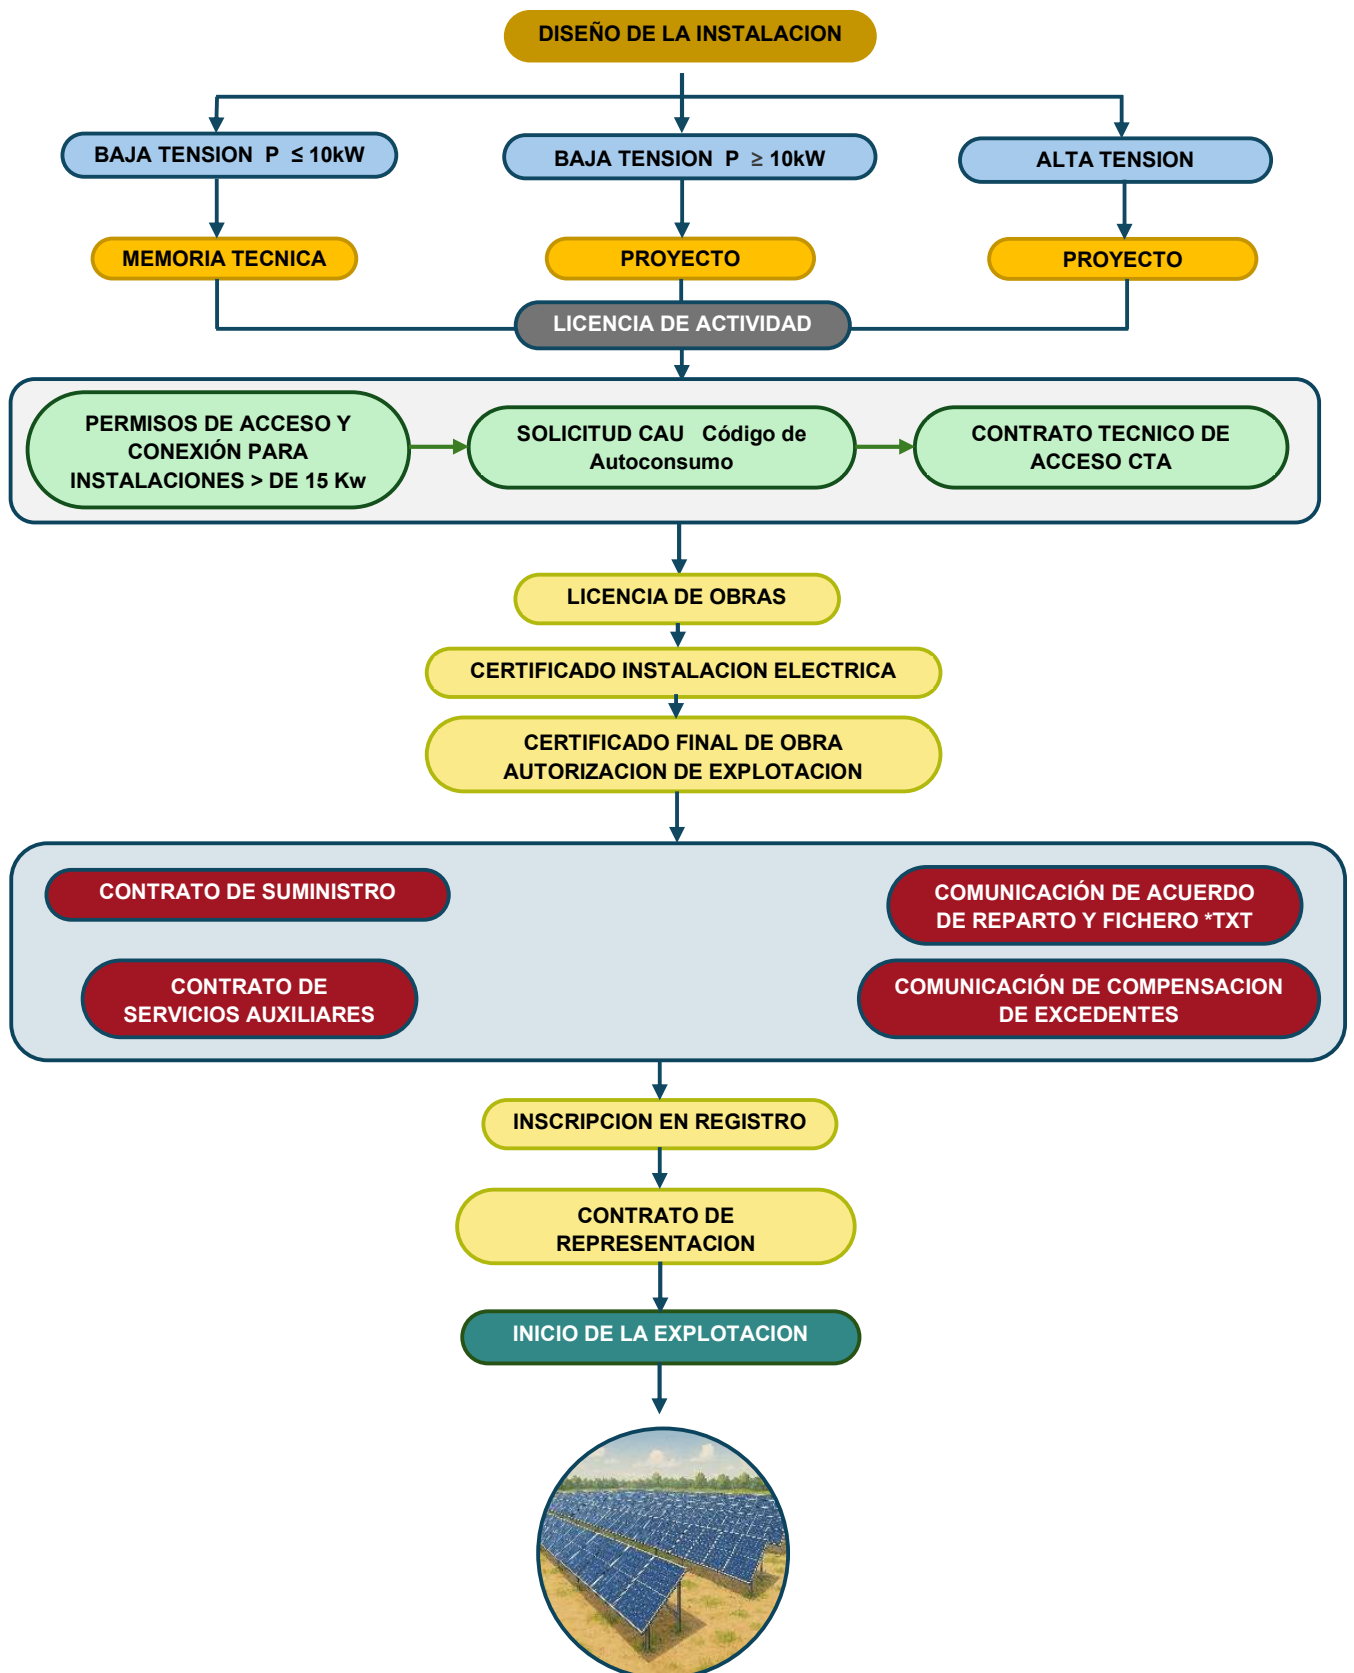 DISEÑO DE LA INSTALACION
BAJA TENSION P ≤ 10kW
BAJA TENSION P ≥ 10kW
ALTA TENSION
MEMORIA TECNICA
PROYECTO
PROYECTO
LICENCIA DE ACTIVIDAD
PERMISOS DE ACCESO Y
CONEXIÓN PARA
INSTALACIONES > DE 15 Kw
SOLICITUD CAU Código de
Autoconsumo
CONTRATO TECNICO DE
ACCESO CTA
LICENCIA DE OBRAS
CERTIFICADO INSTALACION ELECTRICA
CERTIFICADO FINAL DE OBRA
AUTORIZACION DE EXPLOTACION
CONTRATO DE SUMINISTRO
COMUNICACIÓN DE ACUERDO
DE REPARTO Y FICHERO *TXT
CONTRATO DE
SERVICIOS AUXILIARES
COMUNICACIÓN DE COMPENSACION
DE EXCEDENTES
INSCRIPCION EN REGISTRO
CONTRATO DE
REPRESENTACION
INICIO DE LA EXPLOTACION